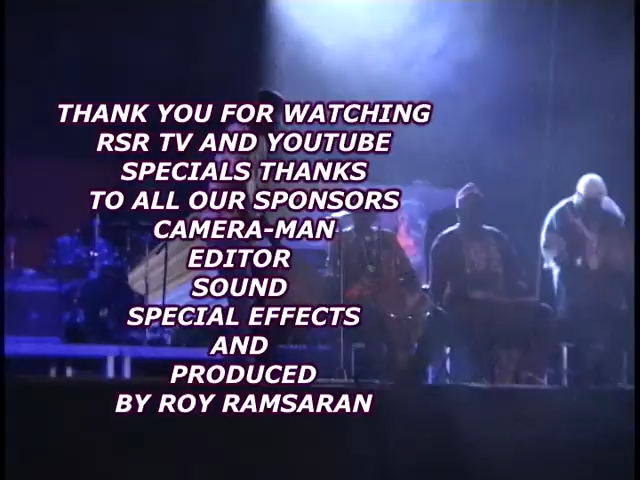 THANK YOU FOR WATCHING
RSR TV AND YOUTUBE
SPECIALS THANKS
TO ALL OUR SPONSORS
CAMERA-MAN
EDITOR
SOUND
SPECIAL EFFECTS
AND
PRODUCED
BY ROY RAMSARAN